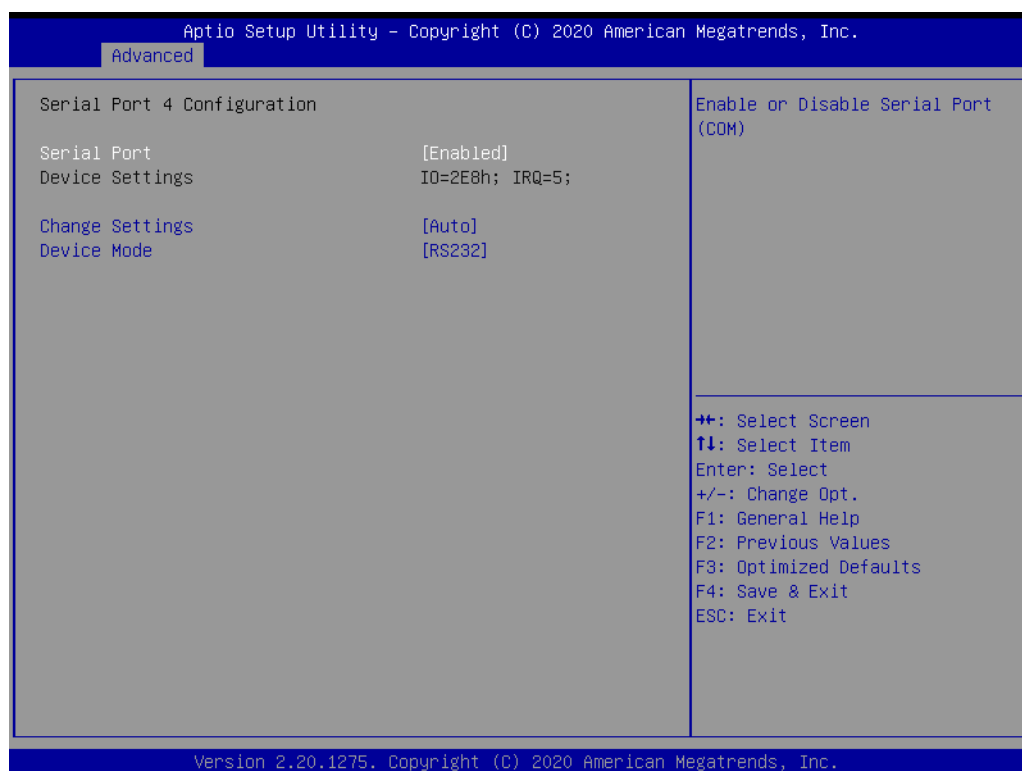 Aptio Setup Utility – Copyright (C) 2020 American Megatrends, Inc.
Advanced
Serial Port 4 Configuration
Serial Port [Enabled]
Device Settings IO=2E8h; IRQ=5;
Change Settings [Auto]
Device Mode [RS232]
Enable or Disable Serial Port
(COM)
→←: Select Screen
↑↓: Select Item
Enter: Select
+/-: Change Opt.
F1: General Help
F2: Previous Values
F3: Optimized Defaults
F4: Save & Exit
ESC: Exit
Version 2.20.1275. Copyright (C) 2020 American Megatrends, Inc.